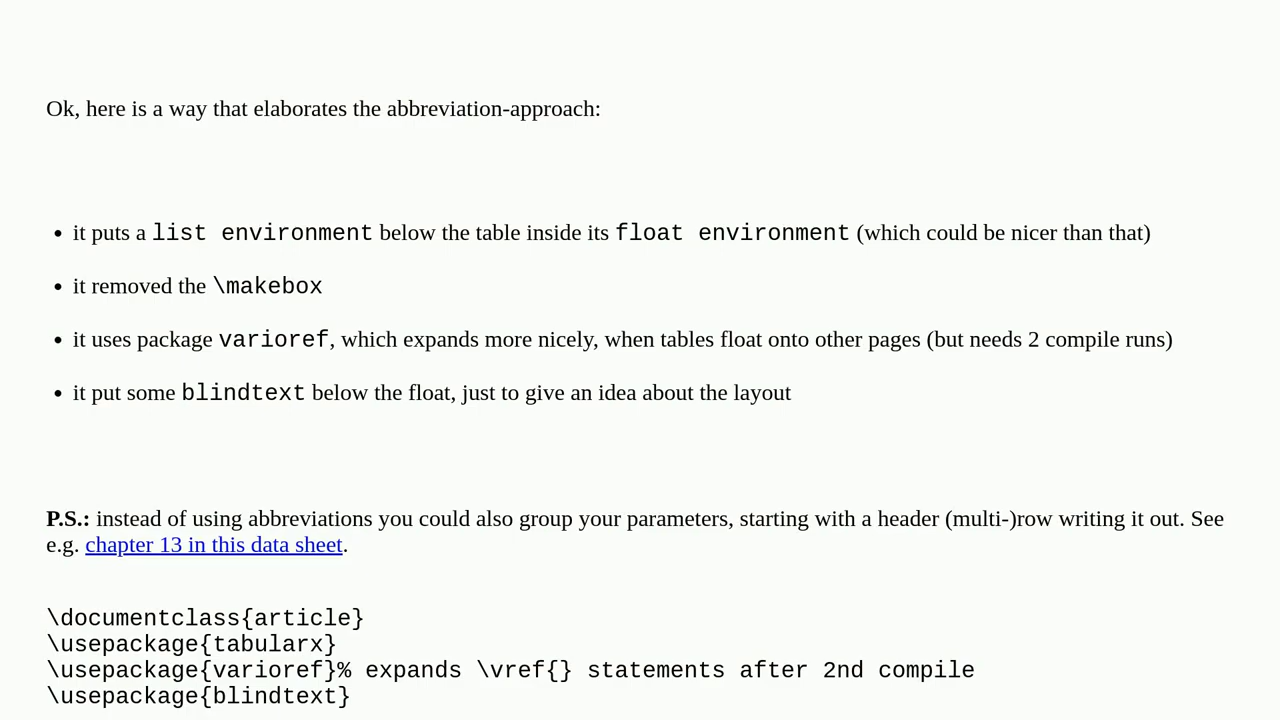 Ok, here is a way that elaborates the abbreviation-approach:
• it puts a list environment below the table inside its float environment (which could be nicer than that)
• it removed the \makebox
• it uses package varioref, which expands more nicely, when tables float onto other pages (but needs 2 compile runs)
• it put some blindtext below the float, just to give an idea about the layout
P.S.: instead of using abbreviations you could also group your parameters, starting with a header (multi-)row writing it out. See
e.g. chapter 13 in this data sheet.
\documentclass{article}
\usepackage{tabularx}
\usepackage{varioref}% expands \vref{} statements after 2nd compile
\usepackage{blindtext}